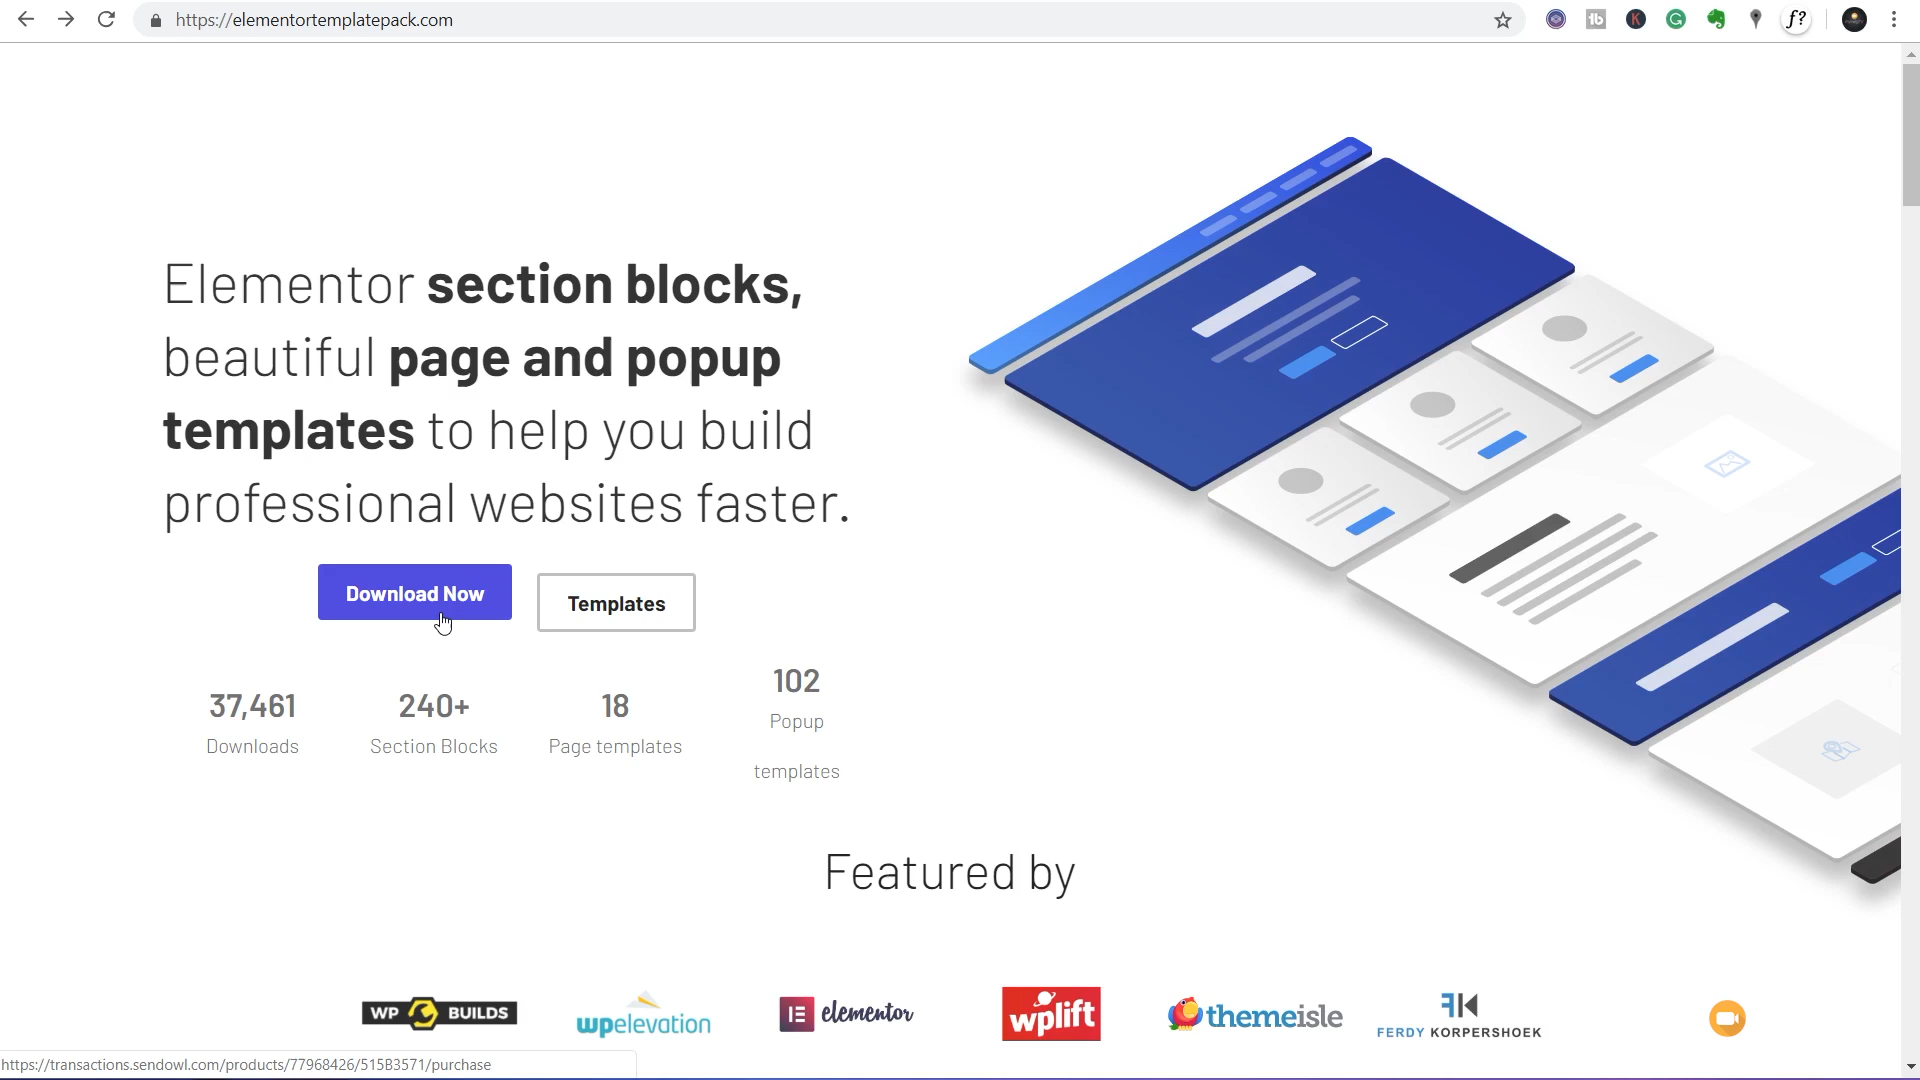 https://elementortemplatepack.com
Elementor section blocks,
beautiful page and popup
templates to help you build
professional websites faster.
Download Now
Templates
37,461
Downloads
240+
Section Blocks
18
Page templates
102
Popup
templates
Featured by
WP BUILDS
wpelevation
elementor
wplift
themeisle
FERDY KORPERSHOEK
https://transactions.sendowl.com/products/77968426/515B3571/purchase